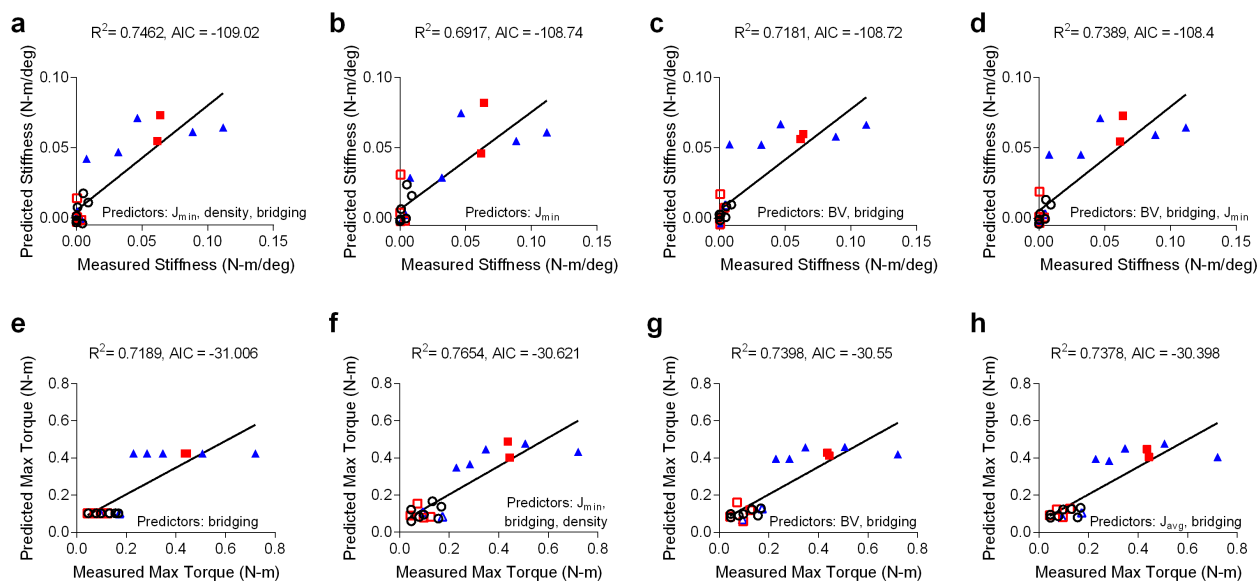 a
R2= 0.7462, AIC = -109.02
Predicted Stiffness (N-m/deg)
0.10
0.05
0.00
Predictors: Jmin, density, bridging
0.00 0.05 0.10 0.15
Measured Stiffness (N-m/deg)
b
R2= 0.6917, AIC = -108.74
Predicted Stiffness (N-m/deg)
0.10
0.05
0.00
Predictors: Jmin
0.00 0.05 0.10 0.15
Measured Stiffness (N-m/deg)
c
R2= 0.7181, AIC = -108.72
Predicted Stiffness (N-m/deg)
0.10
0.05
0.00
Predictors: BV, bridging
0.00 0.05 0.10 0.15
Measured Stiffness (N-m/deg)
d
R2= 0.7389, AIC = -108.4
Predicted Stiffness (N-m/deg)
0.10
0.05
0.00
Predictors: BV, bridging, Jmin
0.00 0.05 0.10 0.15
Measured Stiffness (N-m/deg)
e
R2= 0.7189, AIC = -31.006
Predicted Max Torque (N-m)
0.8
0.6
0.4
0.2
0.0
Predictors: bridging
0.0 0.2 0.4 0.6 0.8
Measured Max Torque (N-m)
f
R2= 0.7654, AIC = -30.621
Predicted Max Torque (N-m)
0.8
0.6
0.4
0.2
0.0
Predictors: Jmin,
bridging, density
0.0 0.2 0.4 0.6 0.8
Measured Max Torque (N-m)
g
R2= 0.7398, AIC = -30.55
Predicted Max Torque (N-m)
0.8
0.6
0.4
0.2
0.0
Predictors: BV, bridging
0.0 0.2 0.4 0.6 0.8
Measured Max Torque (N-m)
h
R2= 0.7378, AIC = -30.398
Predicted Max Torque (N-m)
0.8
0.6
0.4
0.2
0.0
Predictors: Javg, bridging
0.0 0.2 0.4 0.6 0.8
Measured Max Torque (N-m)